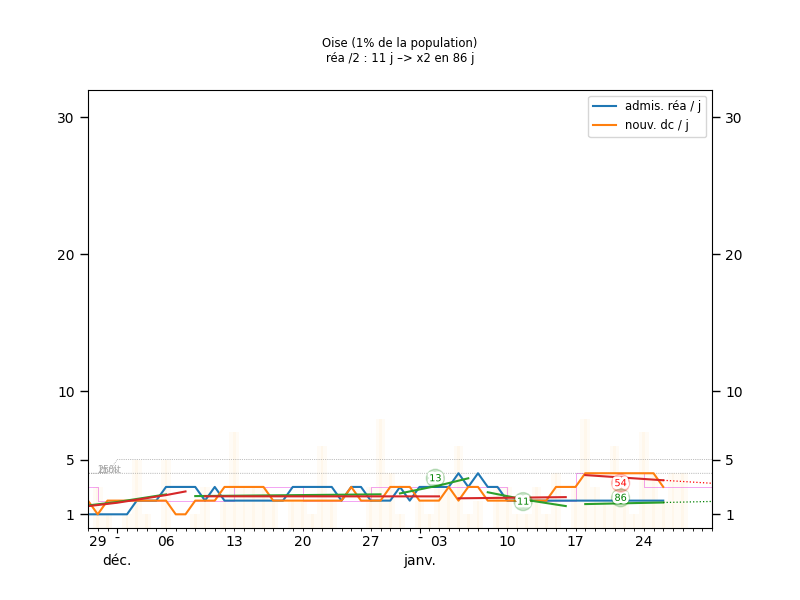 Oise (1% de la population)
réa /2 : 11 j –> x2 en 86 j
admis. réa / j
nouv. dc / j
30 30
20 20
10 10
5 5
1 1
13
11
54
86
29 - 06 13 20 27 - 03 10 17 24
déc. janv.